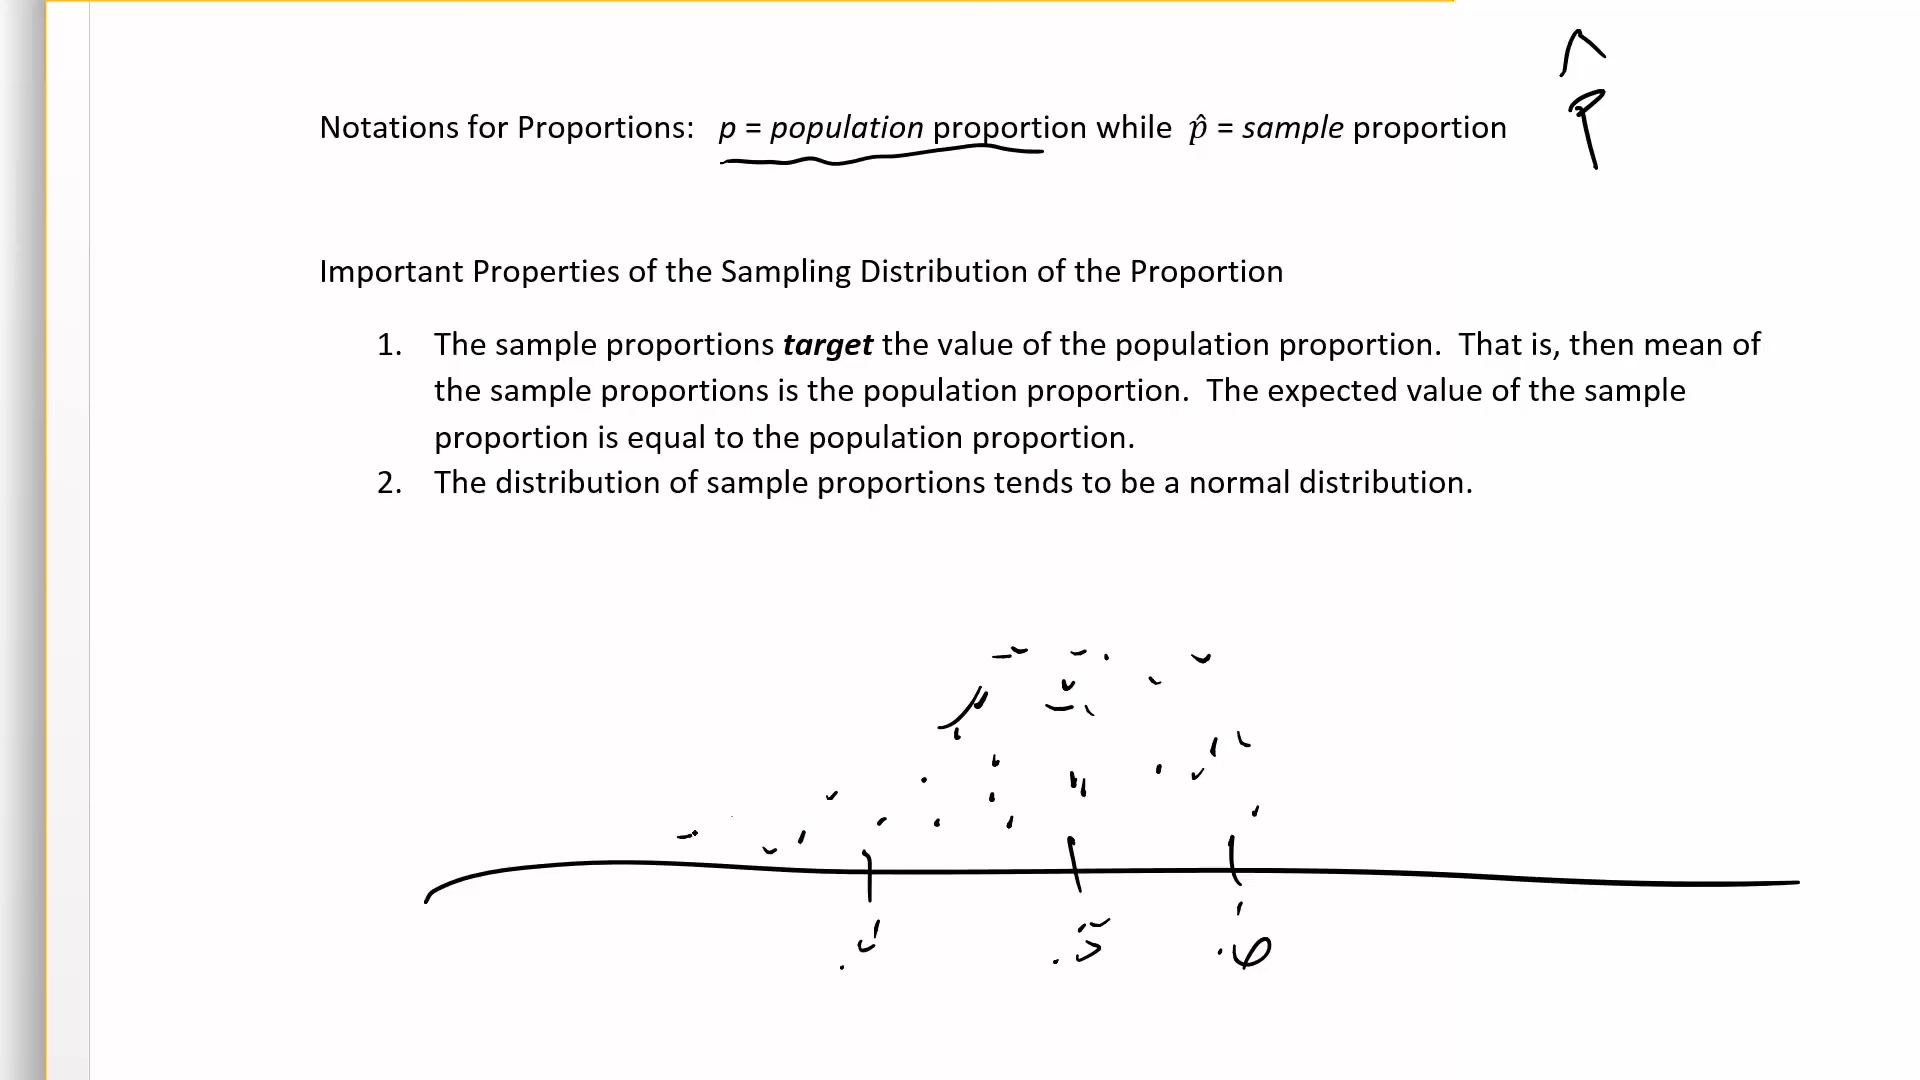 p̂
Notations for Proportions: p = population proportion while p̂ = sample proportion
Important Properties of the Sampling Distribution of the Proportion
1. The sample proportions target the value of the population proportion. That is, then mean of
the sample proportions is the population proportion. The expected value of the sample
proportion is equal to the population proportion.
2. The distribution of sample proportions tends to be a normal distribution.
.5 .6